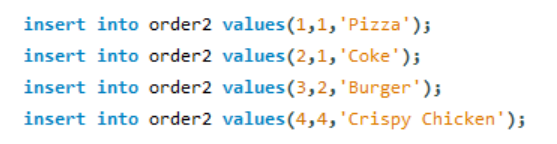 insert into order2 values(1,1,'Pizza');
insert into order2 values(2,1,'Coke');
insert into order2 values(3,2,'Burger');
insert into order2 values(4,4,'Crispy Chicken');